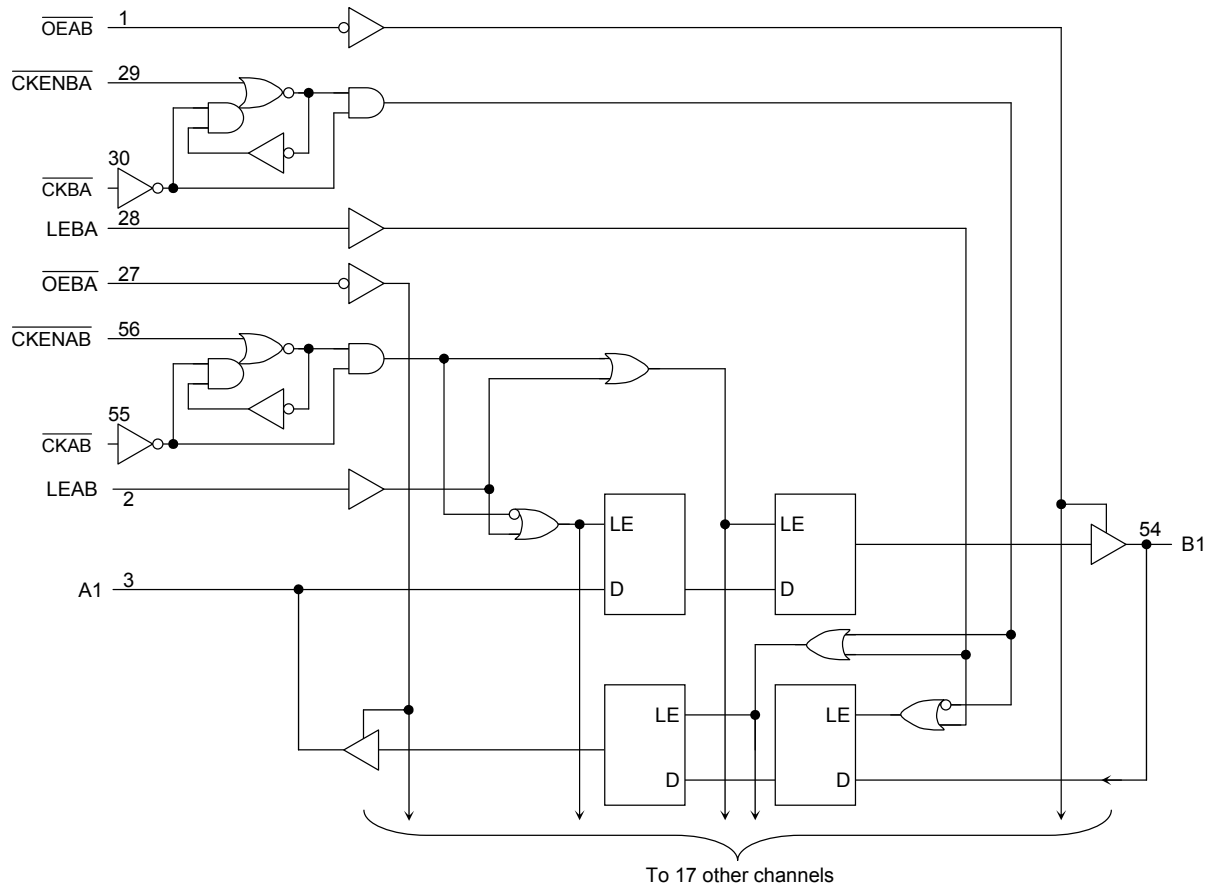 OEAB 1
CKENBA 29
CKBA 30
LEBA 28
OEBA 27
CKENAB 56
CKAB 55
LEAB 2
LE
D
LE
D
54 B1
A1 3
LE
D
LE
D
To 17 other channels